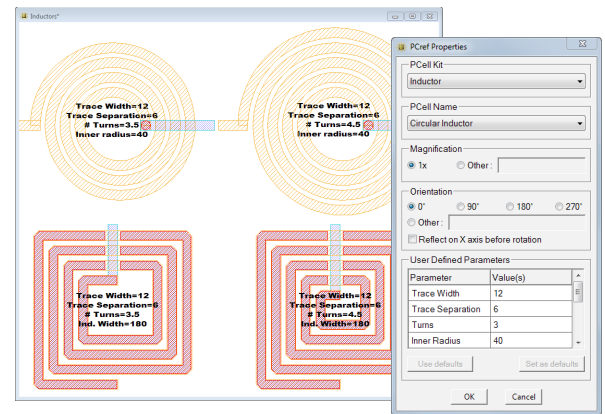 Inductors*
Trace Width=12
Trace Separation=6
# Turns=3.5
Inner radius=40
Trace Width=12
Trace Separation=6
# Turns=4.5
Inner radius=40
Trace Width=12
Trace Separation=6
# Turns=3.5
Ind. Width=180
Trace Width=12
Trace Separation=6
# Turns=4.5
Ind. Width=180
PCref Properties
PCell Kit
Inductor
PCell Name
Circular Inductor
Magnification
1x Other :
Orientation
0° 90° 180° 270°
Other :
Reflect on X axis before rotation
User Defined Parameters
Parameter Value(s)
Trace Width 12
Trace Separation 6
Turns 3
Inner Radius 40
Use defaults Set as defaults
OK Cancel